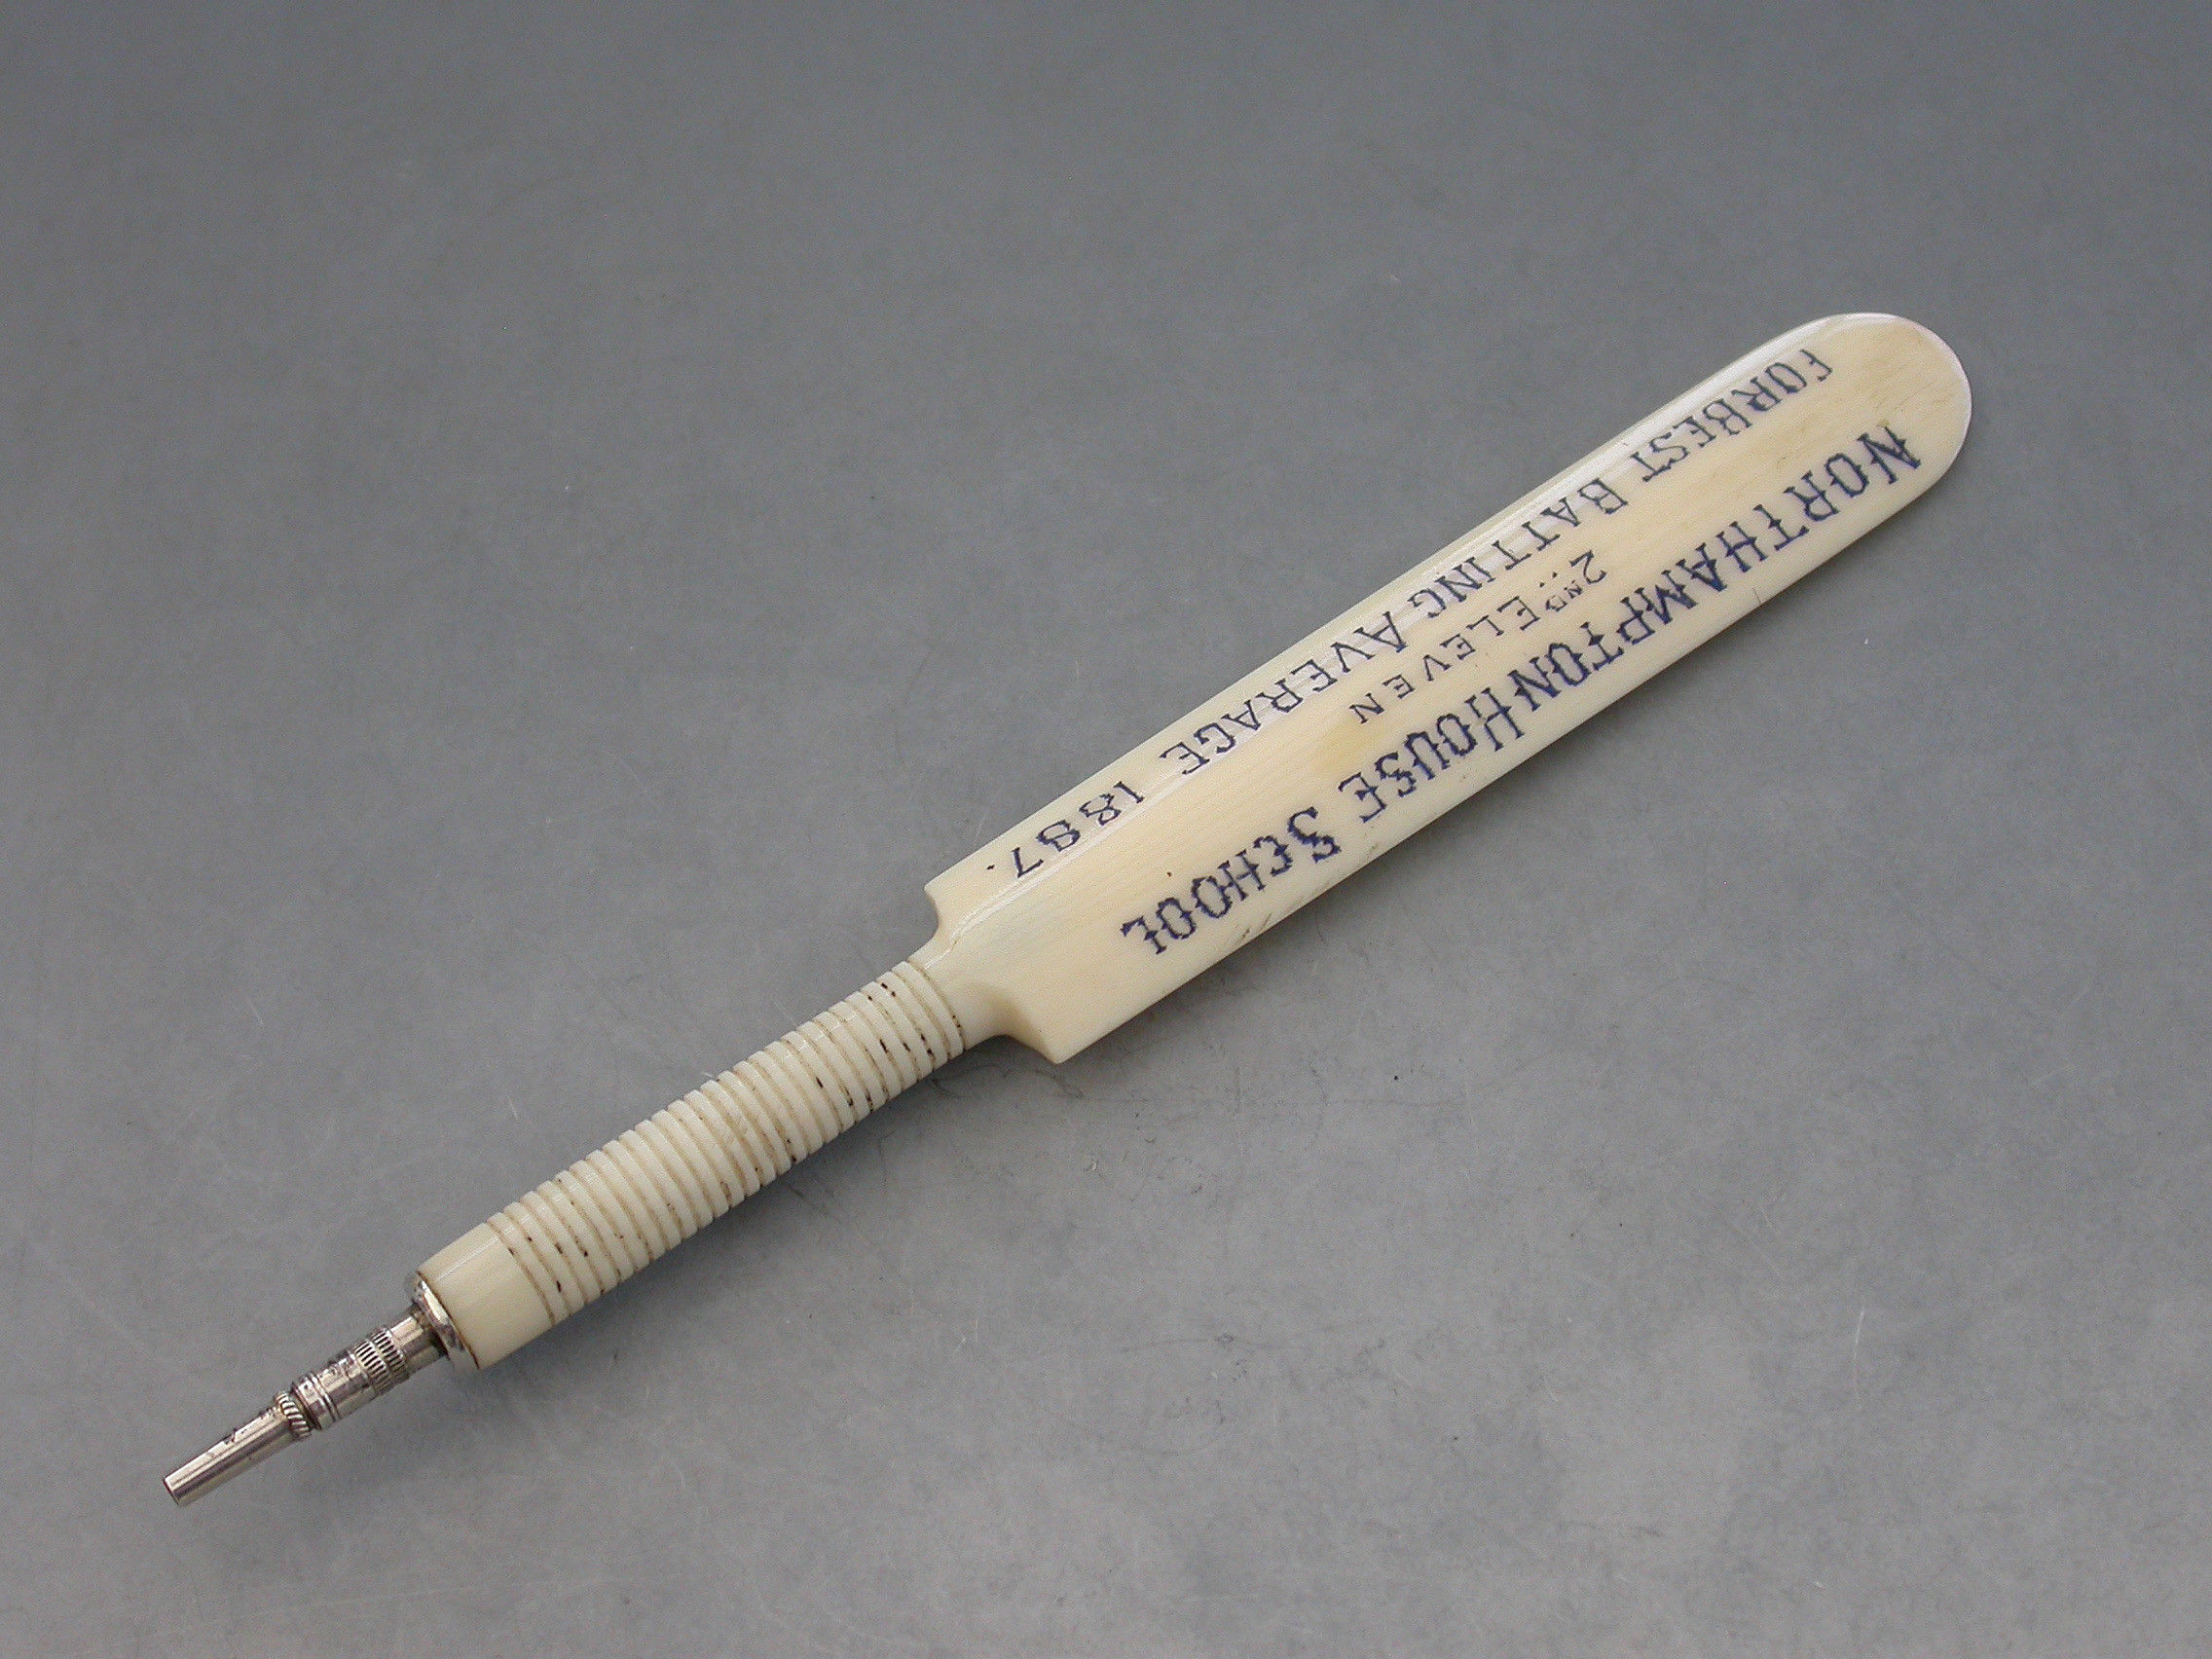 NORTHAMPTON HOUSE SCHOOL
2ND ELEVEN
FOR BEST BATTING AVERAGE 1887.